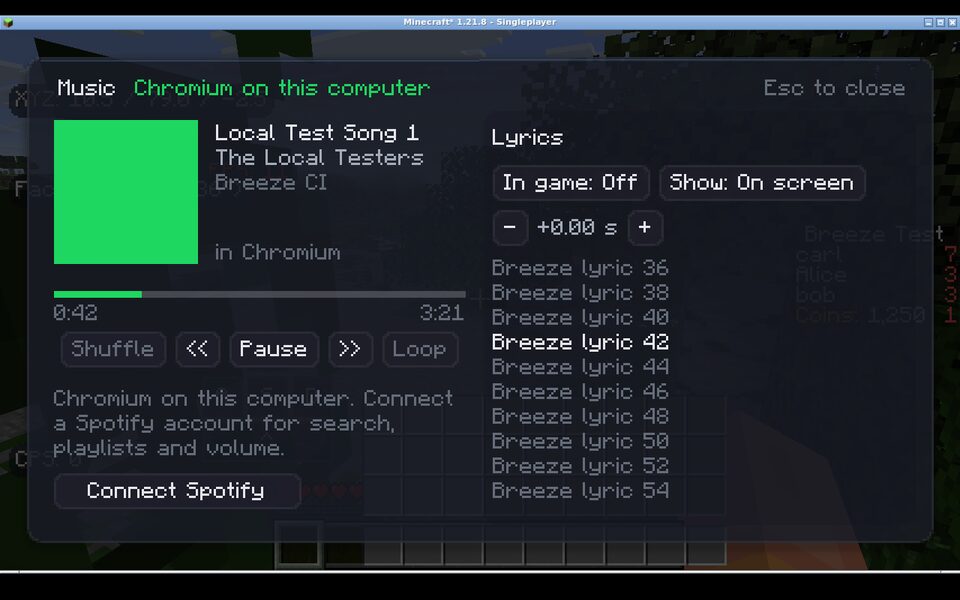 Minecraft* 1.21.8 - Singleplayer
Music Chromium on this computer
Esc to close
Local Test Song 1
The Local Testers
Breeze CI
in Chromium
0:42 3:21
Shuffle << Pause >> Loop
Chromium on this computer. Connect
a Spotify account for search,
playlists and volume.
Connect Spotify
Lyrics
In game: Off Show: On screen
- +0.00 s +
Breeze lyric 36
Breeze lyric 38
Breeze lyric 40
Breeze lyric 42
Breeze lyric 44
Breeze lyric 46
Breeze lyric 48
Breeze lyric 50
Breeze lyric 52
Breeze lyric 54
Breeze Test
carl 7
Alice 3
bob 3
Coins: 1,250 1